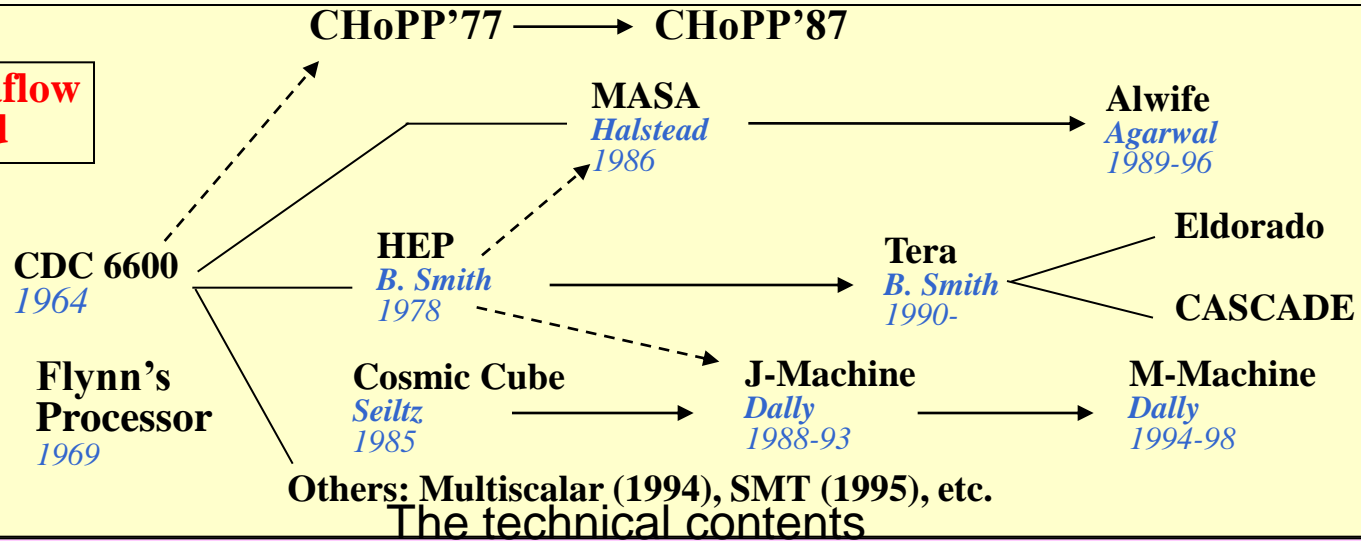 CHoPP’77
CHoPP’87
MASA
Halstead
1986
Alwife
Agarwal
1989-96
CDC 6600
1964
HEP
B. Smith
1978
Tera
B. Smith
1990-
Eldorado
CASCADE
Flynn’s
Processor
1969
Cosmic Cube
Seiltz
1985
J-Machine
Dally
1988-93
M-Machine
Dally
1994-98
Others: Multiscalar (1994), SMT (1995), etc.
The technical contents